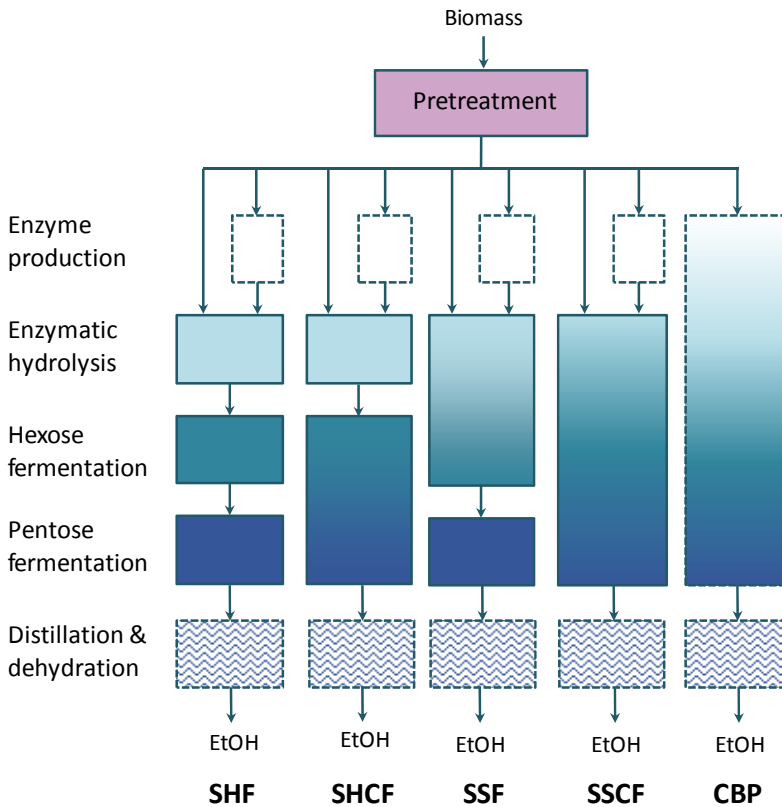 Biomass
Pretreatment
Enzyme
production
Enzymatic
hydrolysis
Hexose
fermentation
Pentose
fermentation
Distillation &
dehydration
EtOH EtOH EtOH EtOH EtOH
SHF SHCF SSF SSCF CBP